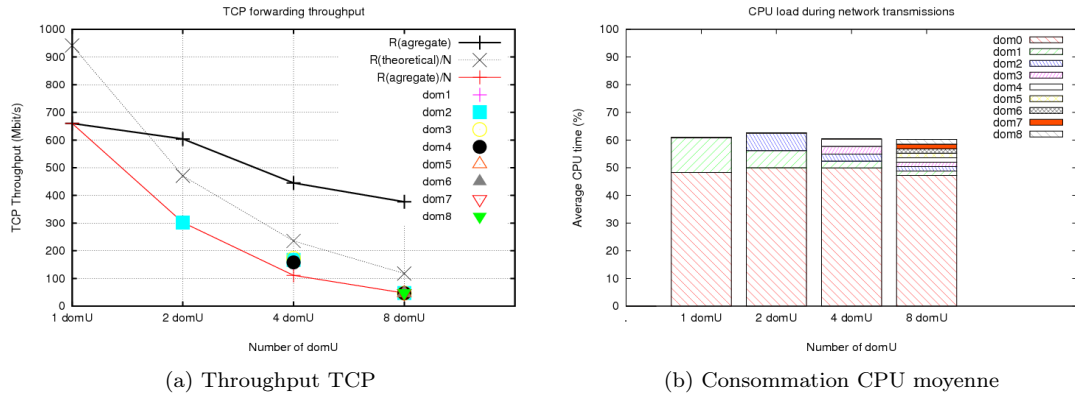 TCP forwarding throughput
TCP Throughput (Mbit/s)
1000
900
800
700
600
500
400
300
200
100
0
1 domU
2 domU
4 domU
8 domU
Number of domU
R(agregate)
R(theoretical)/N
R(agregate)/N
dom1
dom2
dom3
dom4
dom5
dom6
dom7
dom8
(a) Throughput TCP
CPU load during network transmissions
Average CPU time (%)
100
90
80
70
60
50
40
30
20
10
0
.
1 domU
2 domU
4 domU
8 domU
Number of domU
dom0
dom1
dom2
dom3
dom4
dom5
dom6
dom7
dom8
(b) Consommation CPU moyenne